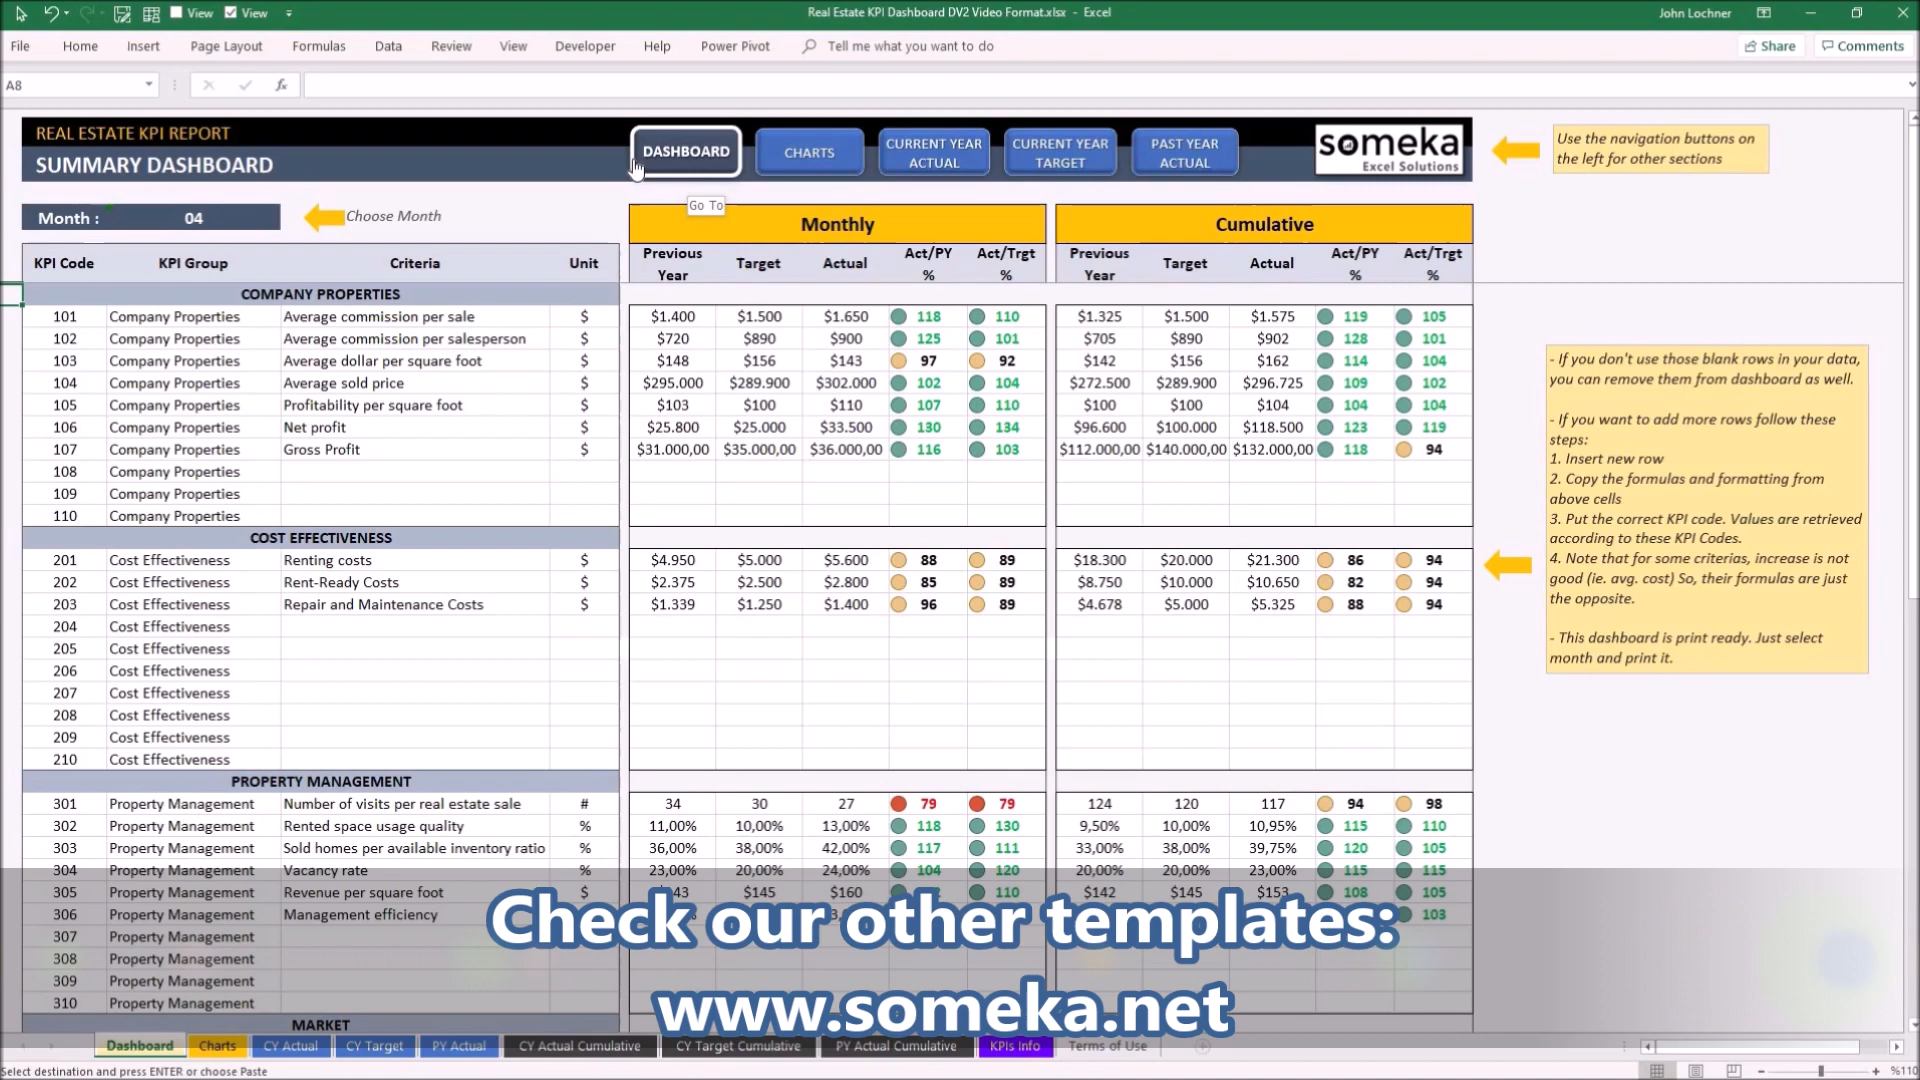 View View Real Estate KPI Dashboard DV2 Video Format.xlsx - Excel John Lochner
File Home Insert Page Layout Formulas Data Review View Developer Help Power Pivot Tell me what you want to do Share Comments
A8 fx
REAL ESTATE KPI REPORT
SUMMARY DASHBOARD
DASHBOARD
CHARTS
CURRENT YEAR
ACTUAL
CURRENT YEAR
TARGET
PAST YEAR
ACTUAL
someka
Excel Solutions
Use the navigation buttons on
the left for other sections
Month : 04 Choose Month
Go To
Monthly Cumulative
KPI Code KPI Group Criteria Unit Previous Year Target Actual Act/PY % Act/Trgt % Previous Year Target Actual Act/PY % Act/Trgt %
COMPANY PROPERTIES
101 Company Properties Average commission per sale $ $1.400 $1.500 $1.650 118 110 $1.325 $1.500 $1.575 119 105
102 Company Properties Average commission per salesperson $ $720 $890 $900 125 101 $705 $890 $902 128 101
103 Company Properties Average dollar per square foot $ $148 $156 $143 97 92 $142 $156 $162 114 104
104 Company Properties Average sold price $ $295.000 $289.900 $302.000 102 104 $272.500 $289.900 $296.725 109 102
105 Company Properties Profitability per square foot $ $103 $100 $110 107 110 $100 $100 $104 104 104
106 Company Properties Net profit $ $25.800 $25.000 $33.500 130 134 $96.600 $100.000 $118.500 123 119
107 Company Properties Gross Profit $ $31.000,00 $35.000,00 $36.000,00 116 103 $112.000,00 $140.000,00 $132.000,00 118 94
108 Company Properties
109 Company Properties
110 Company Properties
COST EFFECTIVENESS
201 Cost Effectiveness Renting costs $ $4.950 $5.000 $5.600 88 89 $18.300 $20.000 $21.300 86 94
202 Cost Effectiveness Rent-Ready Costs $ $2.375 $2.500 $2.800 85 89 $8.750 $10.000 $10.650 82 94
203 Cost Effectiveness Repair and Maintenance Costs $ $1.339 $1.250 $1.400 96 89 $4.678 $5.000 $5.325 88 94
204 Cost Effectiveness
205 Cost Effectiveness
206 Cost Effectiveness
207 Cost Effectiveness
208 Cost Effectiveness
209 Cost Effectiveness
210 Cost Effectiveness
PROPERTY MANAGEMENT
301 Property Management Number of visits per real estate sale # 34 30 27 79 79 124 120 117 94 98
302 Property Management Rented space usage quality % 11,00% 10,00% 13,00% 118 130 9,50% 10,00% 10,95% 115 110
303 Property Management Sold homes per available inventory ratio % 36,00% 38,00% 42,00% 117 111 33,00% 38,00% 39,75% 120 105
304 Property Management Vacancy rate % 23,00% 20,00% 24,00% 104 120 20,00% 20,00% 23,00% 115 115
305 Property Management Revenue per square foot $ $145 $160 110 $142 $145 $153 108 105
306 Property Management Management efficiency 103
307 Property Management
308 Property Management
309 Property Management
310 Property Management
MARKET
- If you don't use those blank rows in your data,
you can remove them from dashboard as well.
- If you want to add more rows follow these
steps:
1. Insert new row
2. Copy the formulas and formatting from
above cells
3. Put the correct KPI code. Values are retrieved
according to these KPI Codes.
4. Note that for some criterias, increase is not
good (ie. avg. cost) So, their formulas are just
the opposite.
- This dashboard is print ready. Just select
month and print it.
Check our other templates:
www.someka.net
Dashboard Charts CY Actual CY Target PY Actual CY Actual Cumulative CY Target Cumulative PY Actual Cumulative KPIs Info Terms of Use
Select destination and press ENTER or choose Paste %110